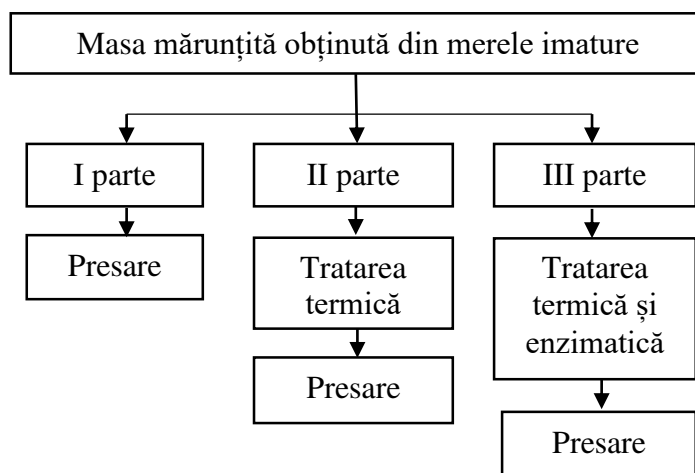 Masa mărunțită obținută din merele imature
I parte
II parte
III parte
Presare
Tratarea
termică
Tratarea
termică și
enzimatică
Presare
Presare